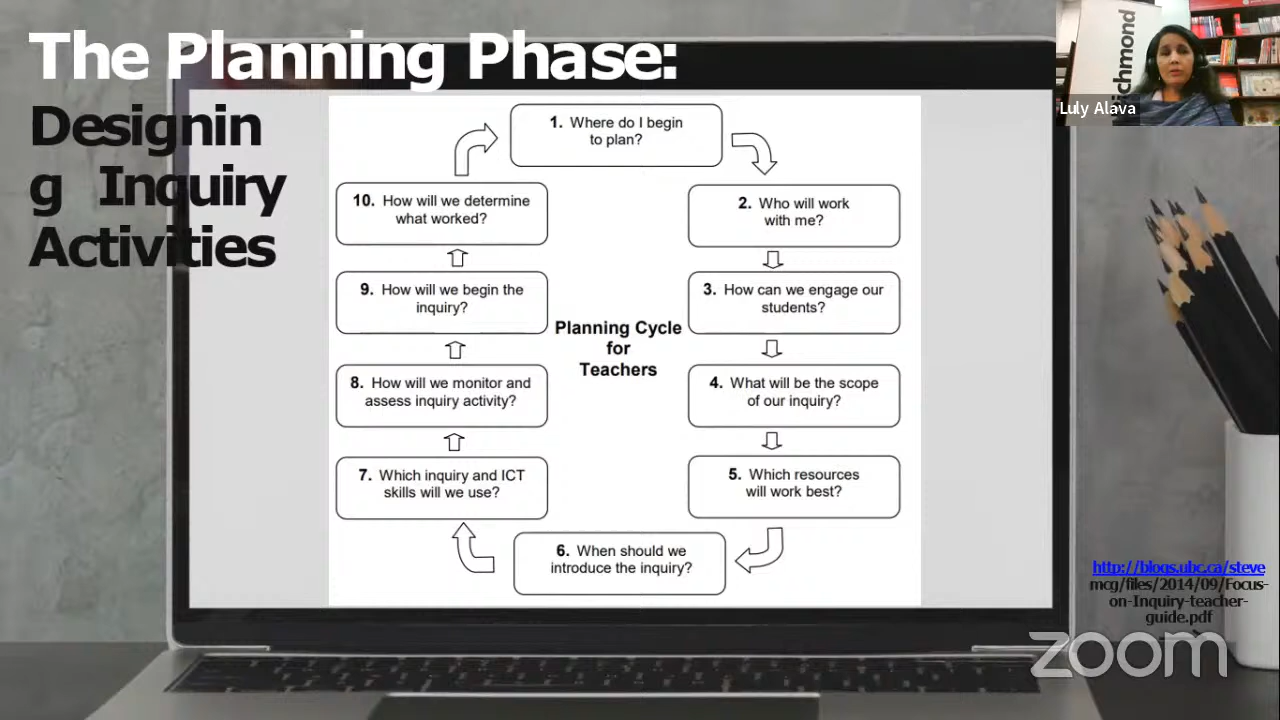 The Planning Phase:
Designin
g Inquiry
Activities
1. Where do I begin
to plan?
2. Who will work
with me?
3. How can we engage our
students?
4. What will be the scope
of our inquiry?
5. Which resources
will work best?
6. When should we
introduce the inquiry?
7. Which inquiry and ICT
skills will we use?
8. How will we monitor and
assess inquiry activity?
9. How will we begin the
inquiry?
10. How will we determine
what worked?
Planning Cycle
for
Teachers
ichmond
Luly Alava
http://blogs.ubc.ca/steve
mcg/files/2014/09/Focus-
on-Inquiry-teacher-
guide.pdf
zoom